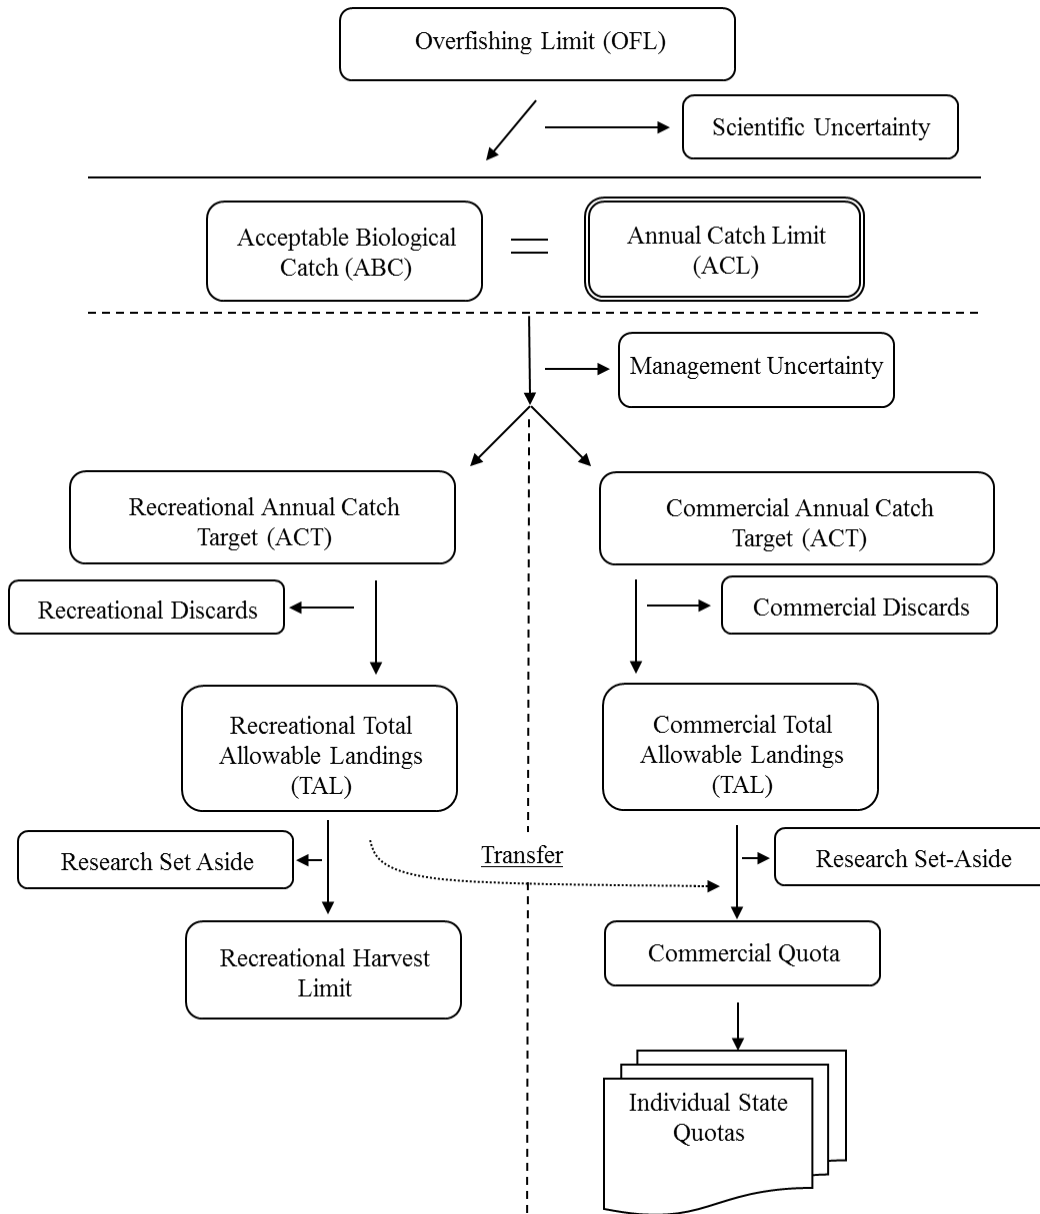 Overfishing Limit (OFL)
Scientific Uncertainty
Acceptable Biological
Catch (ABC)
Annual Catch Limit
(ACL)
Management Uncertainty
Recreational Annual Catch
Target (ACT)
Commercial Annual Catch
Target (ACT)
Recreational Discards
Commercial Discards
Recreational Total
Allowable Landings
(TAL)
Commercial Total
Allowable Landings
(TAL)
Research Set Aside
Transfer
Research Set-Aside
Recreational Harvest
Limit
Commercial Quota
Individual State
Quotas